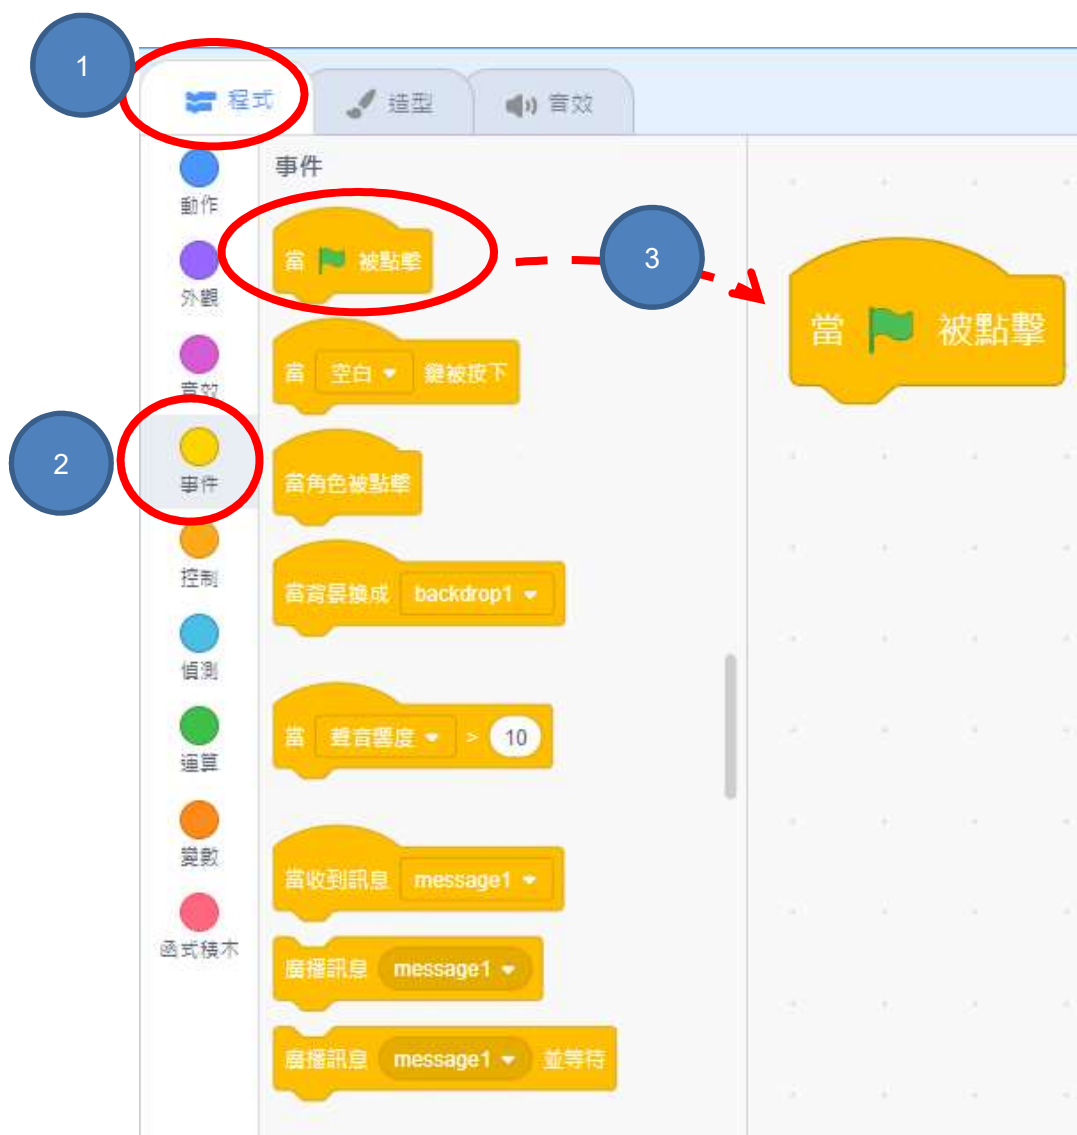 1
程式
造型
音效
動作
外觀
音效
事件
控制
偵測
運算
變數
函式積木
2
事件
當 被點擊
3
當 被點擊
當 空白 鍵被按下
當角色被點擊
當背景換成 backdrop1
當 聲音響度 > 10
當收到訊息 message1
廣播訊息 message1
廣播訊息 message1 並等待